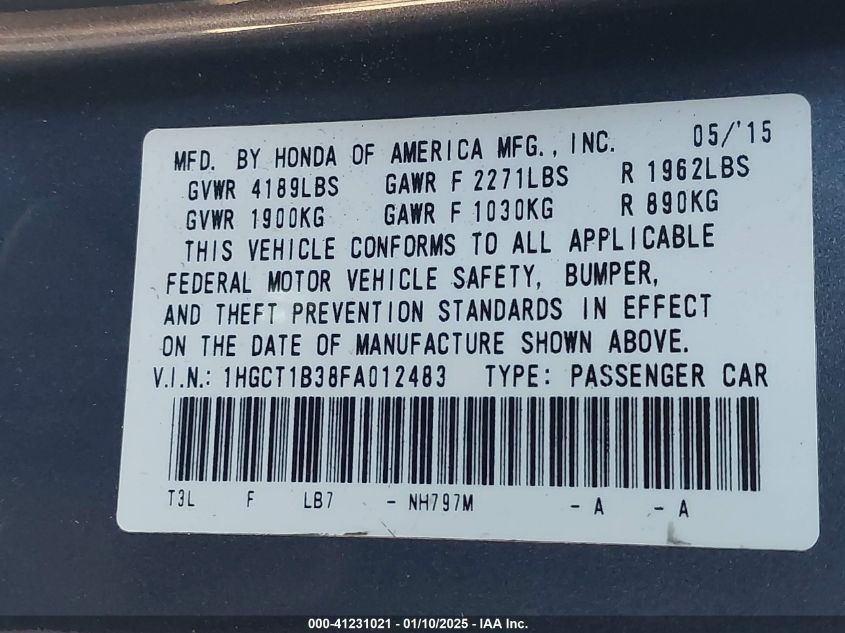 MFD. BY HONDA OF AMERICA MFG., INC. 05/'15
GVWR 4189LBS GAWR F 2271LBS R 1962LBS
GVWR 1900KG GAWR F 1030KG R 890KG
THIS VEHICLE CONFORMS TO ALL APPLICABLE
FEDERAL MOTOR VEHICLE SAFETY, BUMPER,
AND THEFT PREVENTION STANDARDS IN EFFECT
ON THE DATE OF MANUFACTURE SHOWN ABOVE.
V.I.N.: 1HGCT1B38FA012483 TYPE: PASSENGER CAR
T3L F LB7 - NH797M - A - A
000-41231021 - 01/10/2025 - IAA Inc.